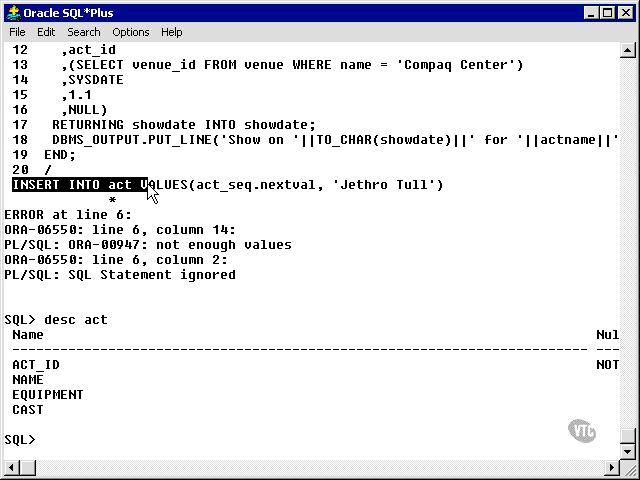 Oracle SQL*Plus
File Edit Search Options Help
12 ,act_id
13 ,(SELECT venue_id FROM venue WHERE name = 'Compaq Center')
14 ,SYSDATE
15 ,1.1
16 ,NULL)
17 RETURNING showdate INTO showdate;
18 DBMS_OUTPUT.PUT_LINE('Show on '||TO_CHAR(showdate)||' for '||actname||'
19 END;
20 /
INSERT INTO act VALUES(act_seq.nextval, 'Jethro Tull')
*
ERROR at line 6:
ORA-06550: line 6, column 14:
PL/SQL: ORA-00947: not enough values
ORA-06550: line 6, column 2:
PL/SQL: SQL Statement ignored
SQL> desc act
Name Nul
----------------------------------------------------------------------- ---
ACT_ID NOT
NAME
EQUIPMENT
CAST
SQL>
VTC